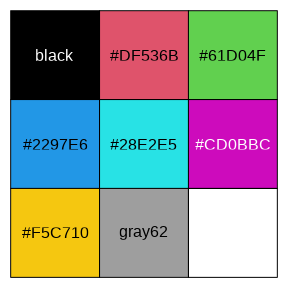 black
#DF536B
#61D04F
#2297E6
#28E2E5
#CD0BBC
#F5C710
gray62